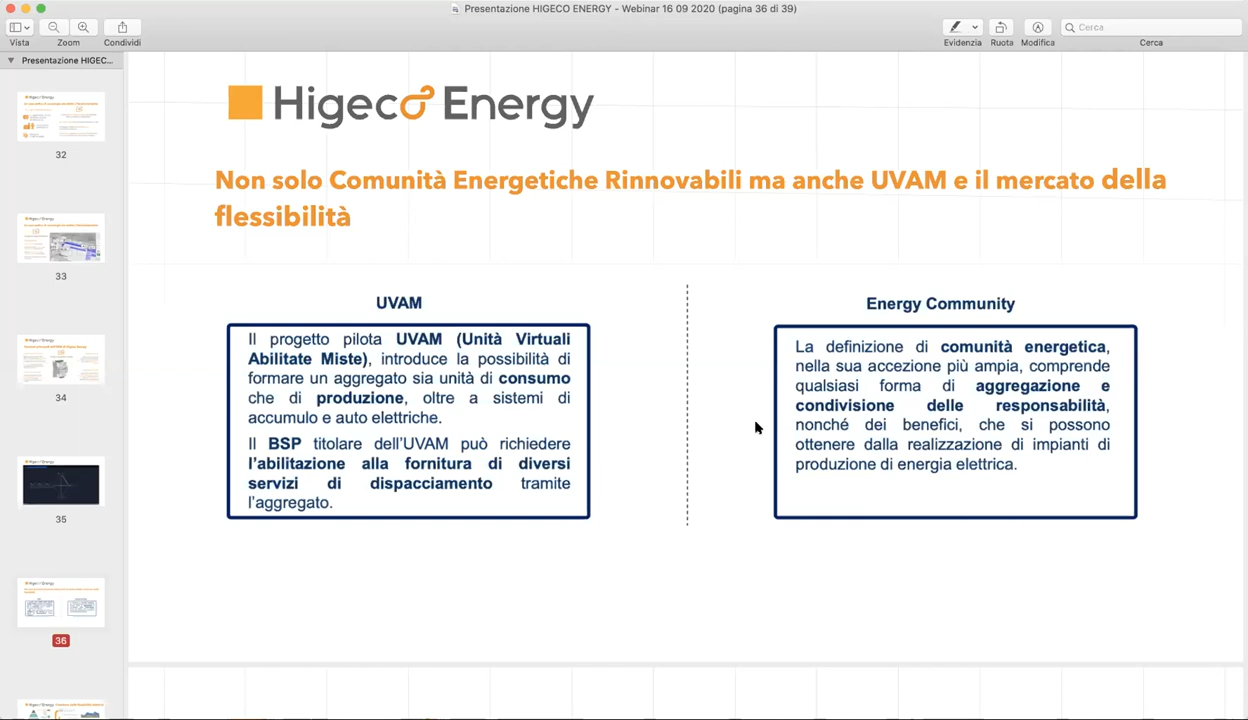 Presentazione HIGECO ENERGY - Webinar 16 09 2020 (pagina 36 di 39)
Vista
Zoom
Condividi
Evidenzia
Ruota
Modifica
Cerca
Cerca
Presentazione HIGEC...
32
33
34
35
36
Higeco Energy
Non solo Comunità Energetiche Rinnovabili ma anche UVAM e il mercato della
flessibilità
UVAM
Il progetto pilota UVAM (Unità Virtuali
Abilitate Miste), introduce la possibilità di
formare un aggregato sia unità di consumo
che di produzione, oltre a sistemi di
accumulo e auto elettriche.
Il BSP titolare dell'UVAM può richiedere
l'abilitazione alla fornitura di diversi
servizi di dispacciamento tramite
l'aggregato.
Energy Community
La definizione di comunità energetica,
nella sua accezione più ampia, comprende
qualsiasi forma di aggregazione e
condivisione delle responsabilità,
nonché dei benefici, che si possono
ottenere dalla realizzazione di impianti di
produzione di energia elettrica.